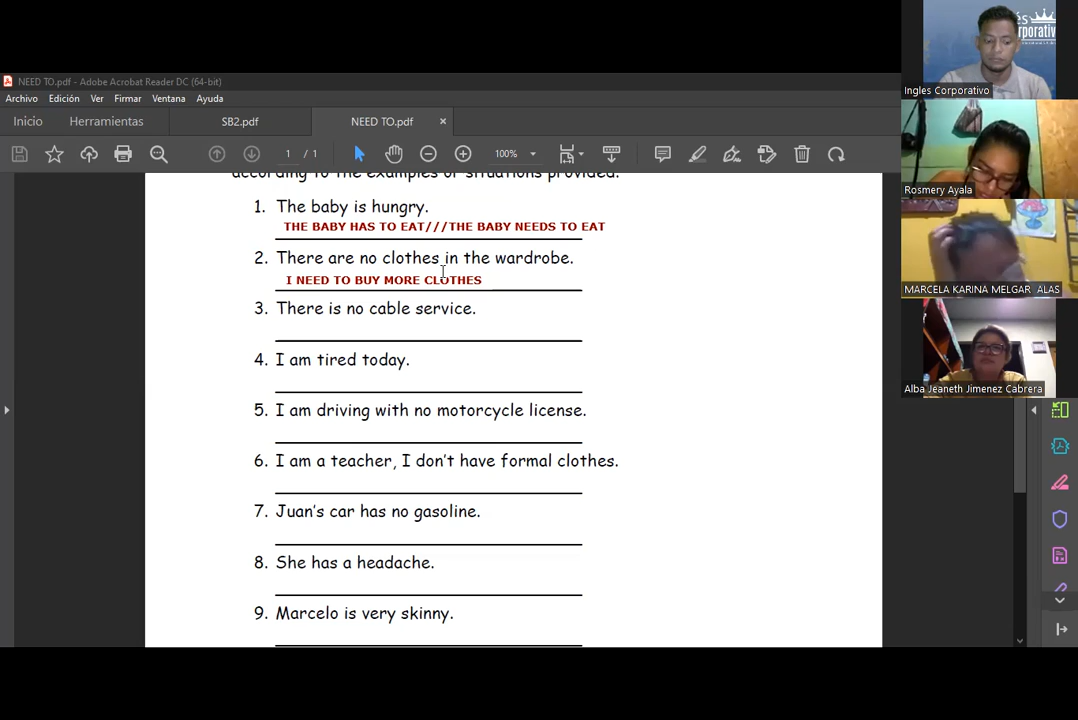 NEED TO.pdf - Adobe Acrobat Reader DC (64-bit)
Archivo Edición Ver Firmar Ventana Ayuda
Inicio Herramientas SB2.pdf NEED TO.pdf ×
1 / 1 100%
according to the examples or situations provided.
1. The baby is hungry.
THE BABY HAS TO EAT///THE BABY NEEDS TO EAT
2. There are no clothes in the wardrobe.
I NEED TO BUY MORE CLOTHES
3. There is no cable service.
4. I am tired today.
5. I am driving with no motorcycle license.
6. I am a teacher, I don't have formal clothes.
7. Juan's car has no gasoline.
8. She has a headache.
9. Marcelo is very skinny.
Ingles Corporativo
Rosmery Ayala
MARCELA KARINA MELGAR ALAS
Alba Jeaneth Jimenez Cabrera